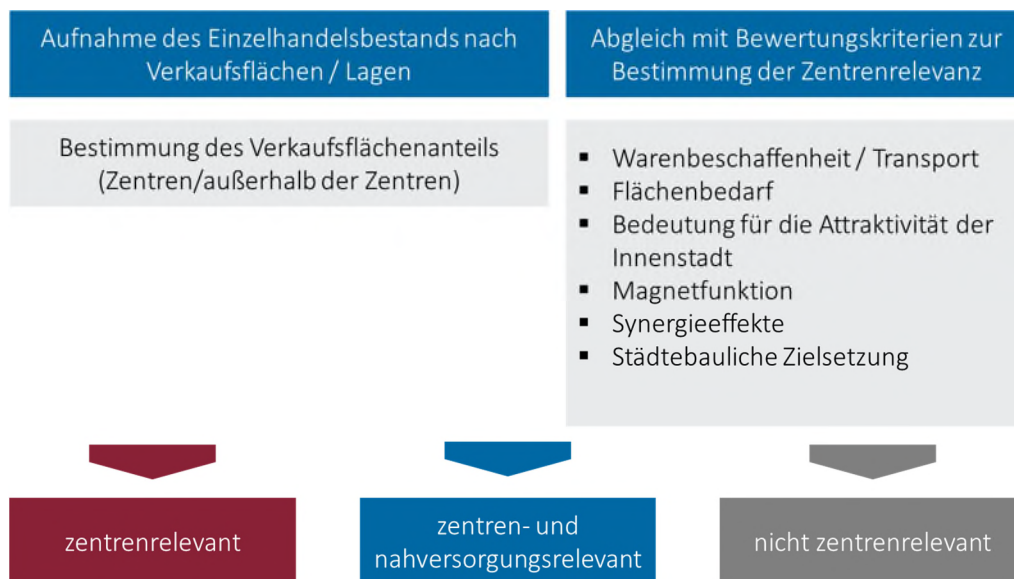 Aufnahme des Einzelhandelsbestands nach
Verkaufsflächen / Lagen
Bestimmung des Verkaufsflächenanteils
(Zentren/außerhalb der Zentren)
Abgleich mit Bewertungskriterien zur
Bestimmung der Zentrenrelevanz
▪ Warenbeschaffenheit / Transport
▪ Flächenbedarf
▪ Bedeutung für die Attraktivität der
Innenstadt
▪ Magnetfunktion
▪ Synergieeffekte
▪ Städtebauliche Zielsetzung
zentrenrelevant
zentren- und
nahversorgungsrelevant
nicht zentrenrelevant